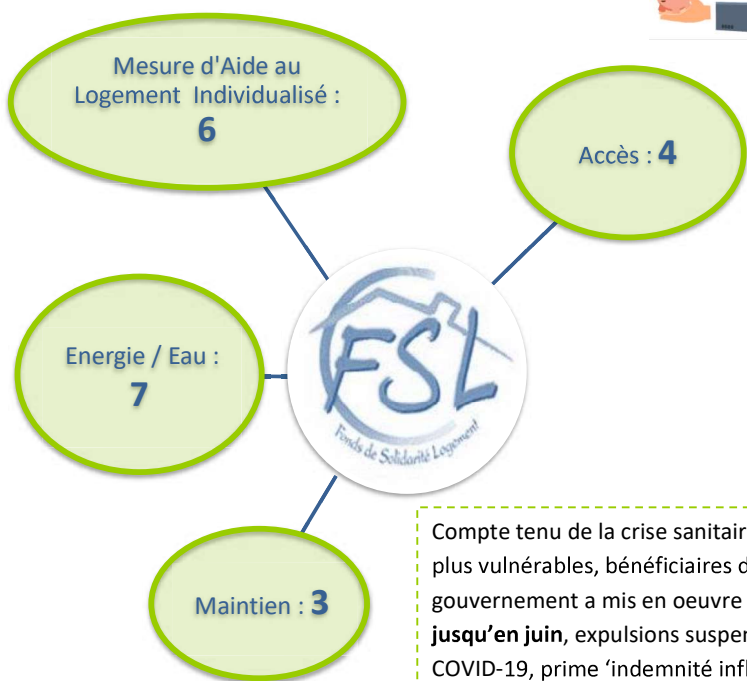 Mesure d'Aide au
Logement Individualisé :
6
Accès : 4
Energie / Eau :
7
FSL
Fonds de Solidarité Logement
Maintien : 3
Compte tenu de la crise sanitair
plus vulnérables, bénéficiaires d
gouvernement a mis en oeuvre
jusqu’en juin, expulsions suspen
COVID-19, prime ‘indemnité infl